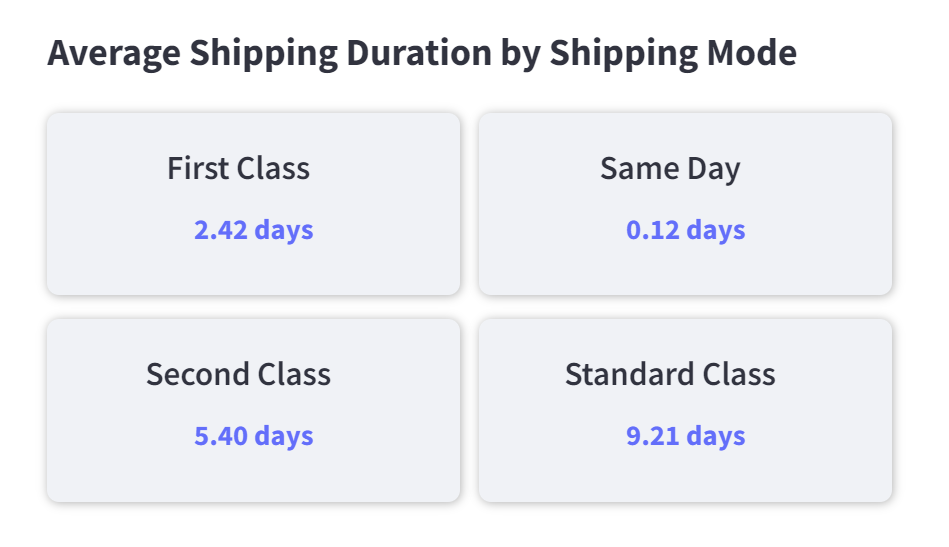 Average Shipping Duration by Shipping Mode
First Class
2.42 days
Same Day
0.12 days
Second Class
5.40 days
Standard Class
9.21 days